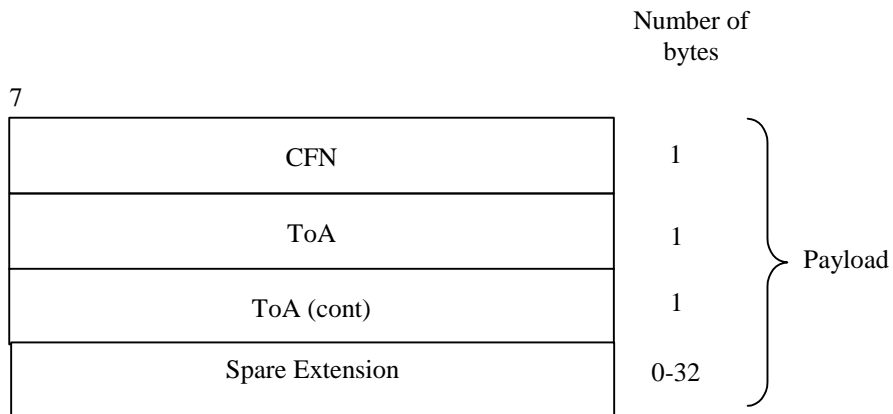 Number of
bytes
7
CFN 1
ToA 1
Payload
ToA (cont) 1
Spare Extension 0-32